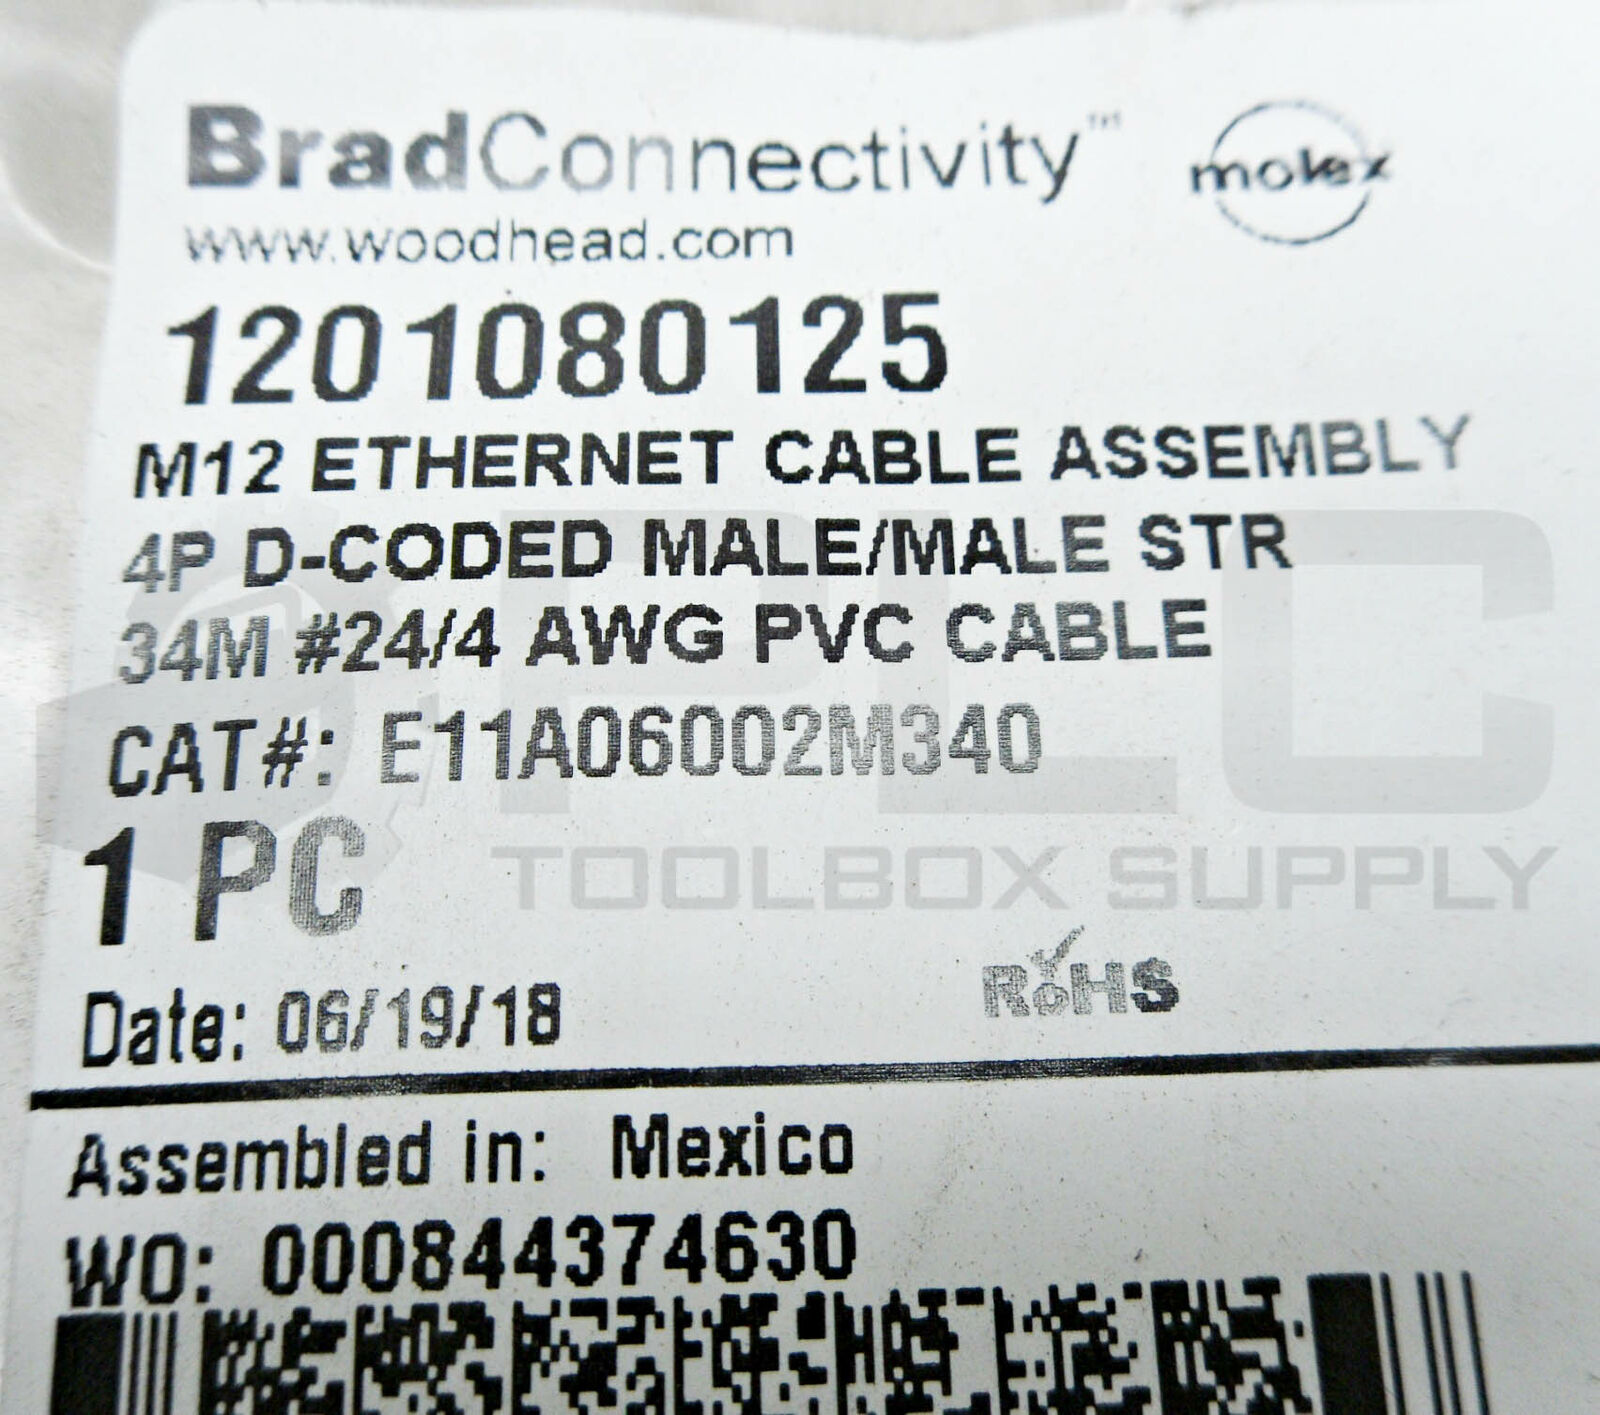 BradConnectivity™
molex
www.woodhead.com
1201080125
M12 ETHERNET CABLE ASSEMBLY
4P D-CODED MALE/MALE STR
34M #24/4 AWG PVC CABLE
CAT#: E11A06002M340
1 PC
PLC
TOOLBOX SUPPLY
RoHS
Date: 06/19/18
Assembled in: Mexico
WO: 000844374630